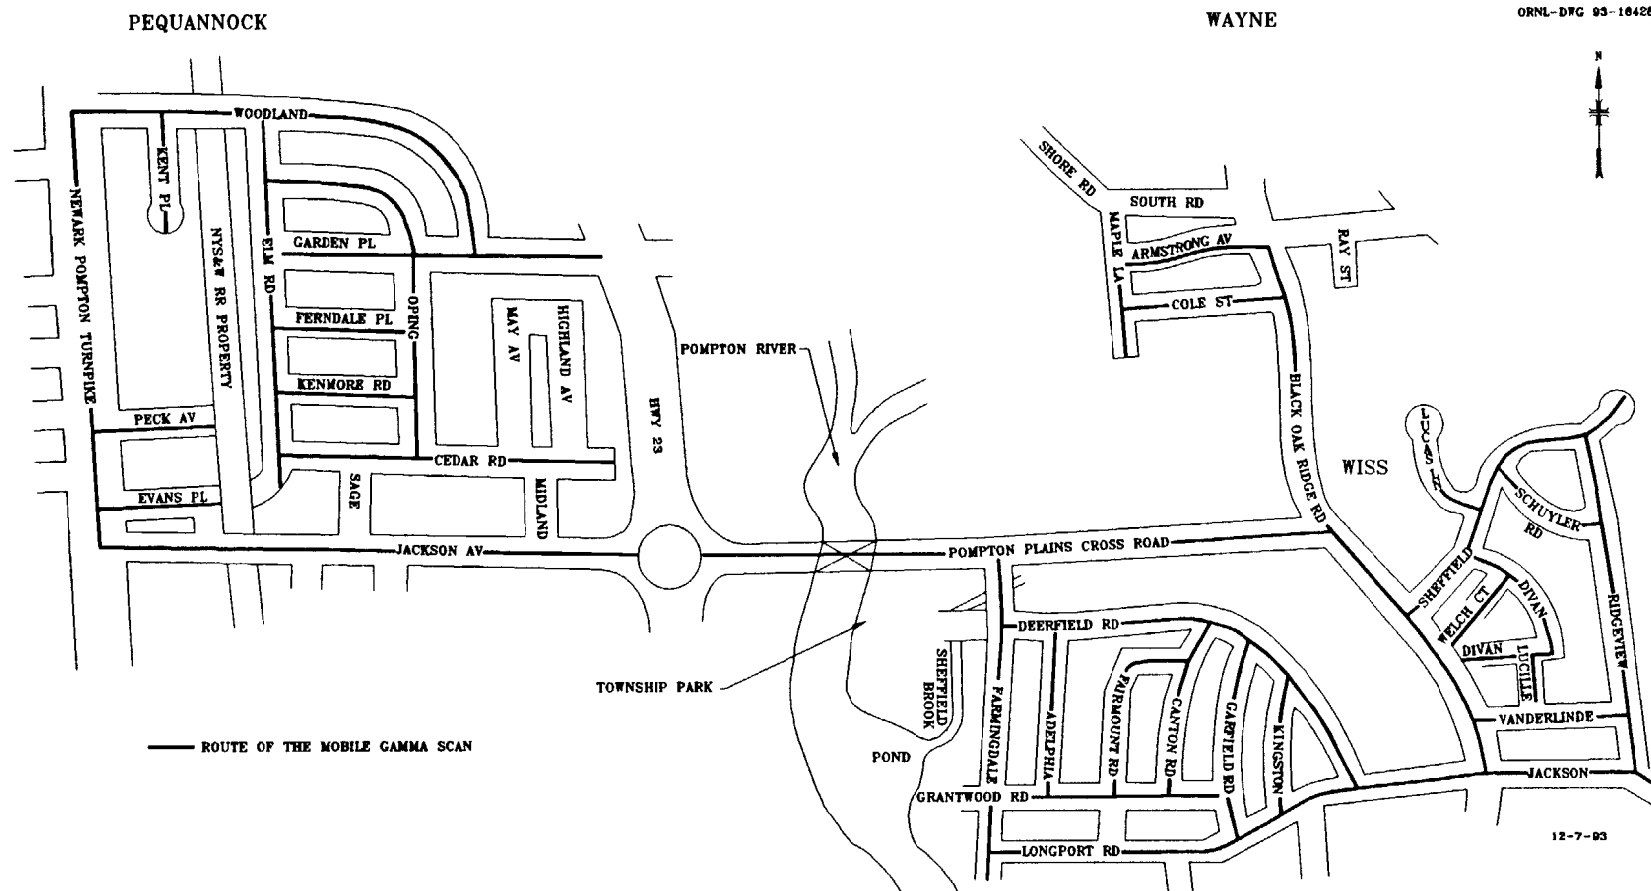 PEQUANNOCK
WAYNE
ORNL-DWG 93-16426
N
WOODLAND
KENT PL
NEWARK POMPTON TURNPIKE
NYS&W RR PROPERTY
ELM RD
GARDEN PL
OPING
FERNDALE PL
KENMORE RD
MAY AV
HIGHLAND AV
HWY 23
PECK AV
CEDAR RD
EVANS PL
SAGE
MIDLAND
JACKSON AV
POMPTON RIVER
SHORE RD
SOUTH RD
MAPLE LA
ARMSTRONG AV
RAY ST
COLE ST
BLACK OAK RIDGE RD
WISS
LUCAS LN
SCHUYLER RD
POMPTON PLAINS CROSS ROAD
SHEFFIELD
WELCH CT
DIVAN
DIVAN
LUCILLE
RIDGEVIEW
DEERFIELD RD
TOWNSHIP PARK
SHEFFIELD
BROOK
FARMINGDALE
ADELPHIA
FAIRMOUNT RD
CANTON RD
GARFIELD RD
KINGSTON
VANDERLINDE
ROUTE OF THE MOBILE GAMMA SCAN
POND
JACKSON
GRANTWOOD RD
LONGPORT RD
12-7-93